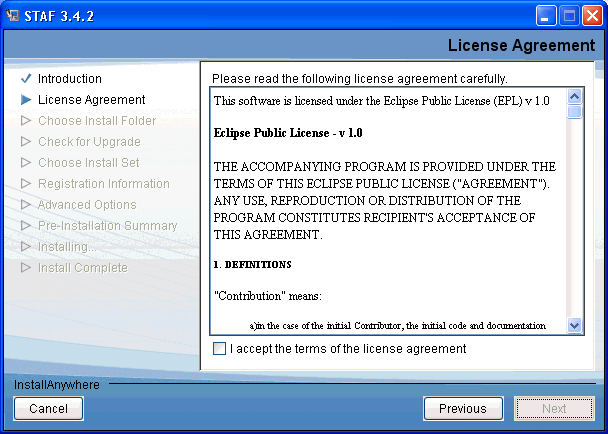 STAF 3.4.2
License Agreement
Introduction
License Agreement
Choose Install Folder
Check for Upgrade
Choose Install Set
Registration Information
Advanced Options
Pre-Installation Summary
Installing...
Install Complete
Please read the following license agreement carefully.
This software is licensed under the Eclipse Public License (EPL) v 1.0
Eclipse Public License - v 1.0
THE ACCOMPANYING PROGRAM IS PROVIDED UNDER THE
TERMS OF THIS ECLIPSE PUBLIC LICENSE ("AGREEMENT").
ANY USE, REPRODUCTION OR DISTRIBUTION OF THE
PROGRAM CONSTITUTES RECIPIENT'S ACCEPTANCE OF
THIS AGREEMENT.
1. DEFINITIONS
"Contribution" means:
a)in the case of the initial Contributor, the initial code and documentation
I accept the terms of the license agreement
InstallAnywhere
Cancel
Previous
Next